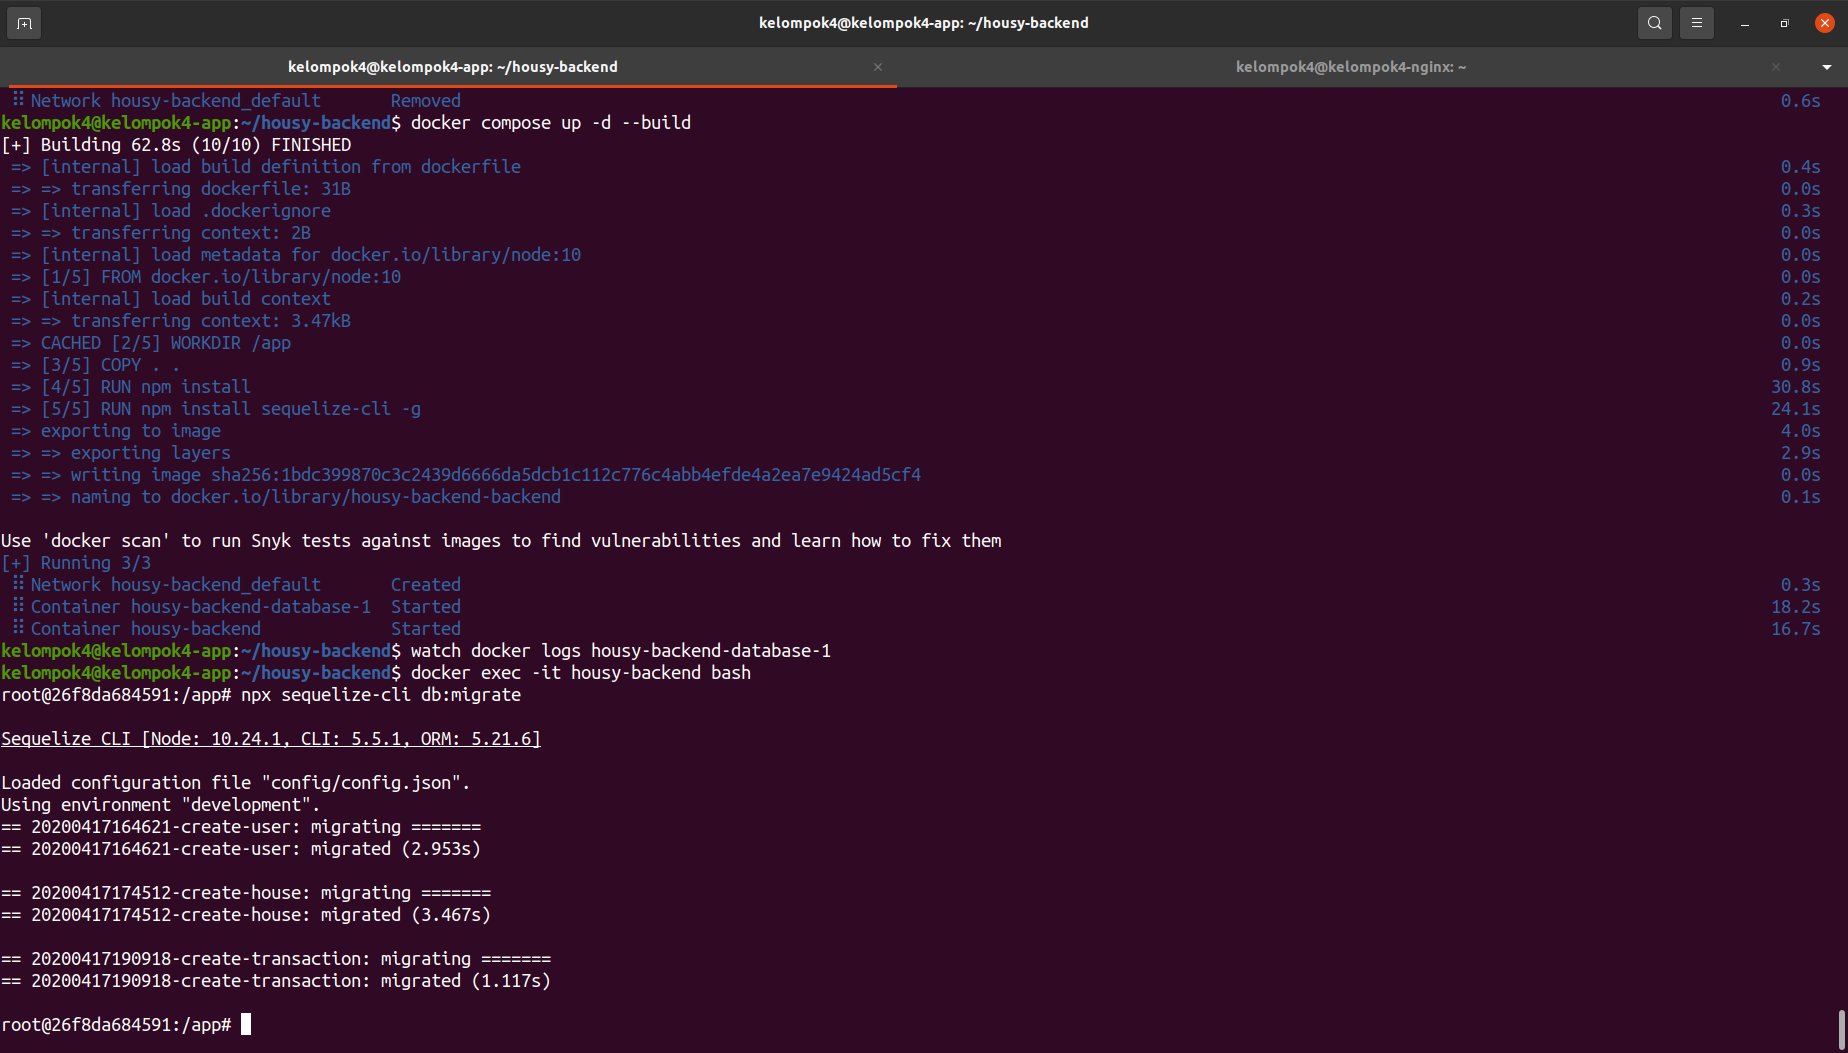 kelompok4@kelompok4-app: ~/housy-backend
kelompok4@kelompok4-app: ~/housy-backend × kelompok4@kelompok4-nginx: ~ ×
⠿ Network housy-backend_default Removed 0.6s
kelompok4@kelompok4-app:~/housy-backend$ docker compose up -d --build
[+] Building 62.8s (10/10) FINISHED
=> [internal] load build definition from dockerfile 0.4s
=> => transferring dockerfile: 31B 0.0s
=> [internal] load .dockerignore 0.3s
=> => transferring context: 2B 0.0s
=> [internal] load metadata for docker.io/library/node:10 0.0s
=> [1/5] FROM docker.io/library/node:10 0.0s
=> [internal] load build context 0.2s
=> => transferring context: 3.47kB 0.0s
=> CACHED [2/5] WORKDIR /app 0.0s
=> [3/5] COPY . . 0.9s
=> [4/5] RUN npm install 30.8s
=> [5/5] RUN npm install sequelize-cli -g 24.1s
=> exporting to image 4.0s
=> => exporting layers 2.9s
=> => writing image sha256:1bdc399870c3c2439d6666da5dcb1c112c776c4abb4efde4a2ea7e9424ad5cf4 0.0s
=> => naming to docker.io/library/housy-backend-backend 0.1s
Use 'docker scan' to run Snyk tests against images to find vulnerabilities and learn how to fix them
[+] Running 3/3
⠿ Network housy-backend_default Created 0.3s
⠿ Container housy-backend-database-1 Started 18.2s
⠿ Container housy-backend Started 16.7s
kelompok4@kelompok4-app:~/housy-backend$ watch docker logs housy-backend-database-1
kelompok4@kelompok4-app:~/housy-backend$ docker exec -it housy-backend bash
root@26f8da684591:/app# npx sequelize-cli db:migrate
Sequelize CLI [Node: 10.24.1, CLI: 5.5.1, ORM: 5.21.6]
Loaded configuration file "config/config.json".
Using environment "development".
== 20200417164621-create-user: migrating =======
== 20200417164621-create-user: migrated (2.953s)
== 20200417174512-create-house: migrating =======
== 20200417174512-create-house: migrated (3.467s)
== 20200417190918-create-transaction: migrating =======
== 20200417190918-create-transaction: migrated (1.117s)
root@26f8da684591:/app#